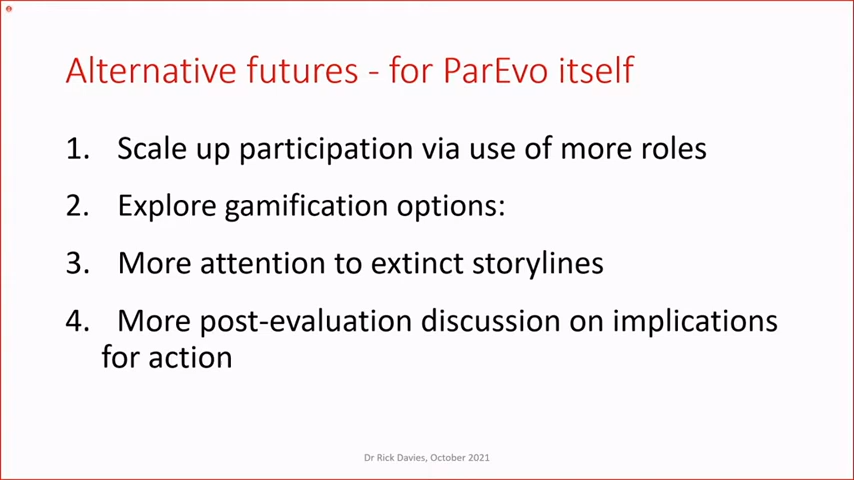 Alternative futures - for ParEvo itself
1. Scale up participation via use of more roles
2. Explore gamification options:
3. More attention to extinct storylines
4. More post-evaluation discussion on implications
for action
Dr Rick Davies, October 2021